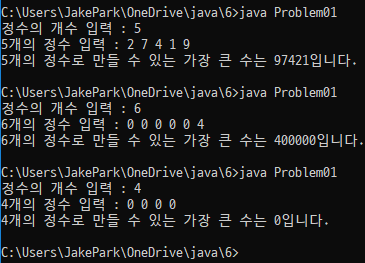 C:\Users\JakePark\OneDrive\java\6>java Problem01
정수의 개수 입력 : 5
5개의 정수 입력 : 2 7 4 1 9
5개의 정수로 만들 수 있는 가장 큰 수는 97421입니다.
C:\Users\JakePark\OneDrive\java\6>java Problem01
정수의 개수 입력 : 6
6개의 정수 입력 : 0 0 0 0 0 4
6개의 정수로 만들 수 있는 가장 큰 수는 400000입니다.
C:\Users\JakePark\OneDrive\java\6>java Problem01
정수의 개수 입력 : 4
4개의 정수 입력 : 0 0 0 0
4개의 정수로 만들 수 있는 가장 큰 수는 0입니다.
C:\Users\JakePark\OneDrive\java\6>